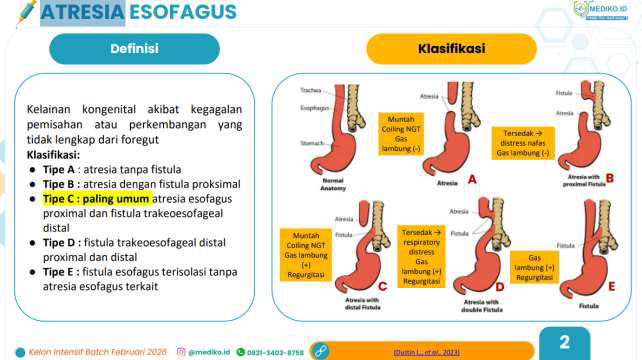 ATRESIA ESOFAGUS
MEDIKO.ID
Definisi
Klasifikasi
Kelainan kongenital akibat kegagalan
pemisahan atau perkembangan yang
tidak lengkap dari foregut
Klasifikasi:
● Tipe A : atresia tanpa fistula
● Tipe B : atresia dengan fistula proksimal
● Tipe C : paling umum atresia esofagus
proximal dan fistula trakeoesofageal
distal
● Tipe D : fistula trakeoesofageal distal
proximal dan distal
● Tipe E : fistula esofagus terisolasi tanpa
atresia esofagus terkait
Trachea
Esophagus
Stomach
Normal
Anatomy
Muntah
Coiling NGT
Gas
lambung (-)
Atresia
A
Atresia
Tersedak →
distress nafas
Gas lambung (-)
Fistula
Atresia
B
Atresia with
proximal Fistula
Muntah
Coiling NGT
Gas lambung
(+)
Regurgitasi
Atresia
Fistula
C
Atresia with
distal Fistula
Tersedak →
respiratory
distress
Gas
lambung (+)
Regurgitasi
Atresia
Fistula
D
Atresia with
double Fistula
Gas
lambung (+)
Regurgitasi
Fistula
E
Fistula
Kelon Intensif Batch Februari 2026
@mediko.id
0821-3403-8758
(Dustin L., et al., 2023)
2